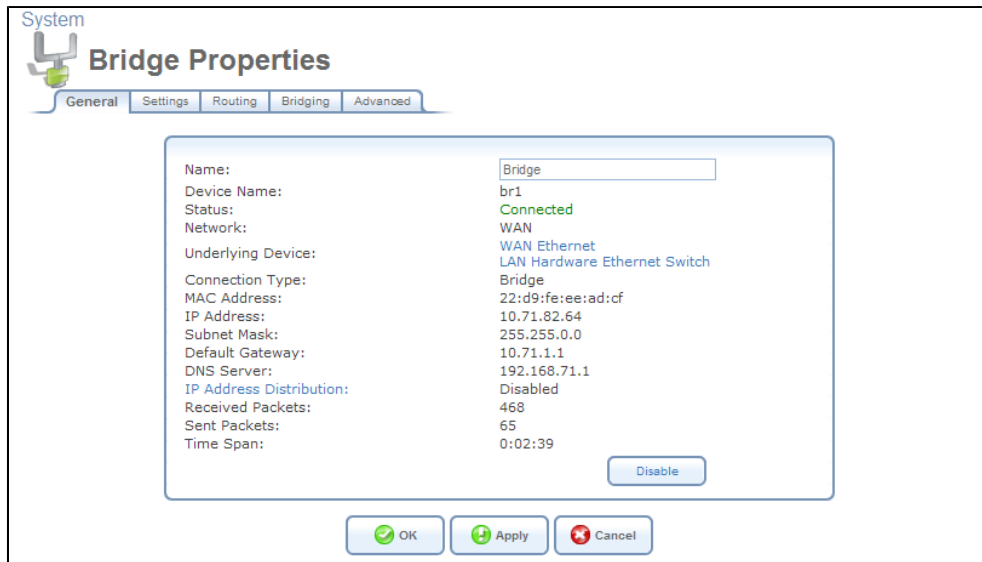 System
Bridge Properties
General Settings Routing Bridging Advanced
Name: Bridge
Device Name: br1
Status: Connected
Network: WAN
Underlying Device: WAN Ethernet
LAN Hardware Ethernet Switch
Connection Type: Bridge
MAC Address: 22:d9:fe:ee:ad:cf
IP Address: 10.71.82.64
Subnet Mask: 255.255.0.0
Default Gateway: 10.71.1.1
DNS Server: 192.168.71.1
IP Address Distribution: Disabled
Received Packets: 468
Sent Packets: 65
Time Span: 0:02:39
Disable
OK Apply Cancel